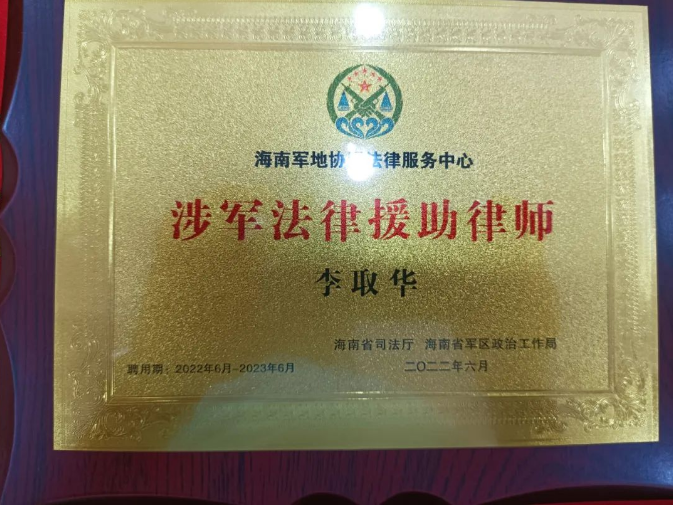 海南军地协 法律服务中心
涉军法律援助律师
李取华
海南省司法厅 海南省军区政治工作局
聘用期：2022年6月-2023年6月
二〇二二年六月